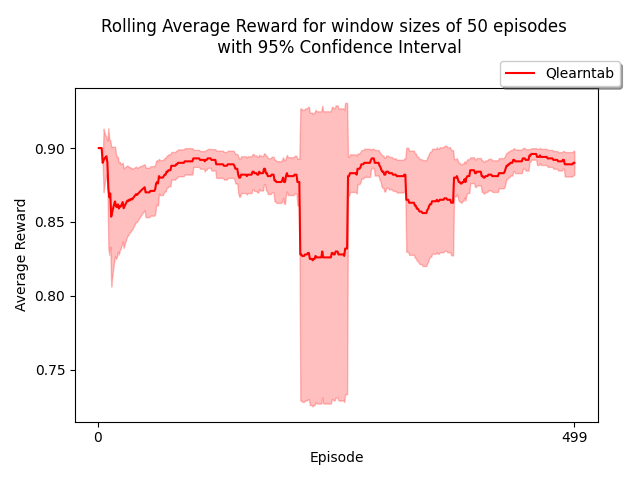 Rolling Average Reward for window sizes of 50 episodes
with 95% Confidence Interval
Qlearntab
0.90
0.85
0.80
0.75
Average Reward
0
499
Episode